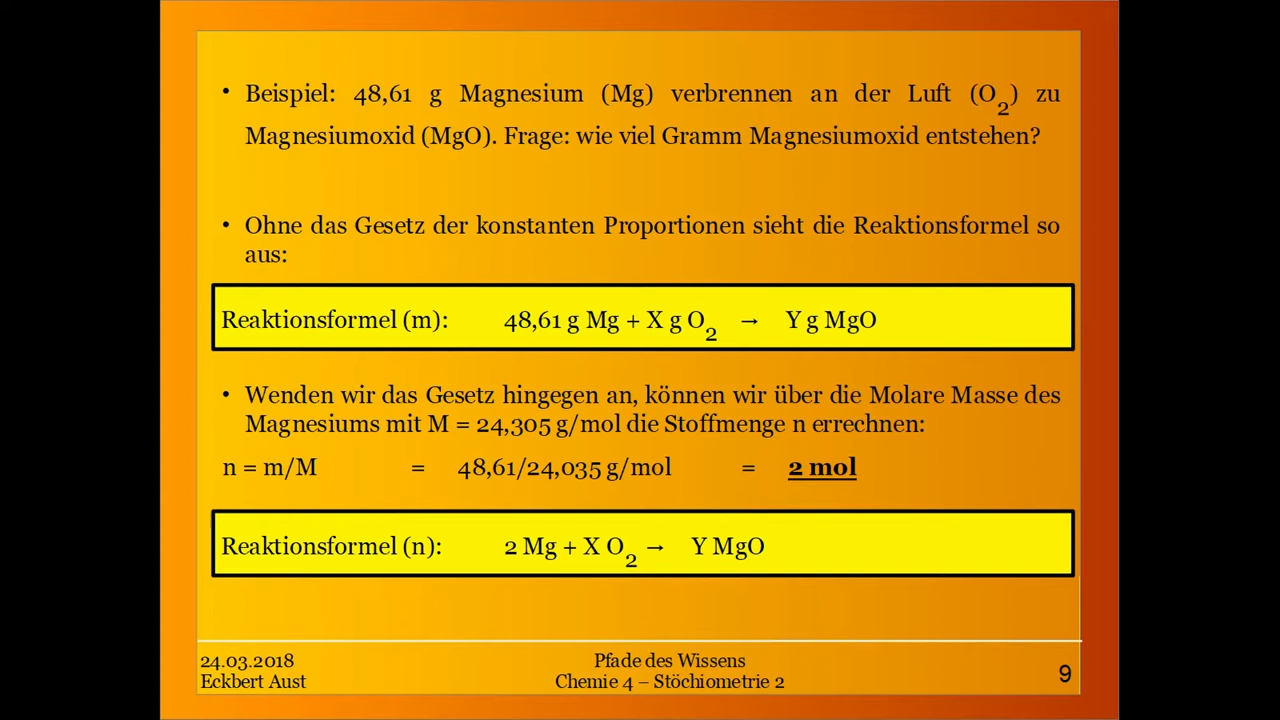 • Beispiel: 48,61 g Magnesium (Mg) verbrennen an der Luft (O2) zu
Magnesiumoxid (MgO). Frage: wie viel Gramm Magnesiumoxid entstehen?
• Ohne das Gesetz der konstanten Proportionen sieht die Reaktionsformel so
aus:
Reaktionsformel (m): 48,61 g Mg + X g O2 → Y g MgO
• Wenden wir das Gesetz hingegen an, können wir über die Molare Masse des
Magnesiums mit M = 24,305 g/mol die Stoffmenge n errechnen:
n = m/M = 48,61/24,035 g/mol = 2 mol
Reaktionsformel (n): 2 Mg + X O2 → Y MgO
24.03.2018 Pfade des Wissens
Eckbert Aust Chemie 4 – Stöchiometrie 2 9